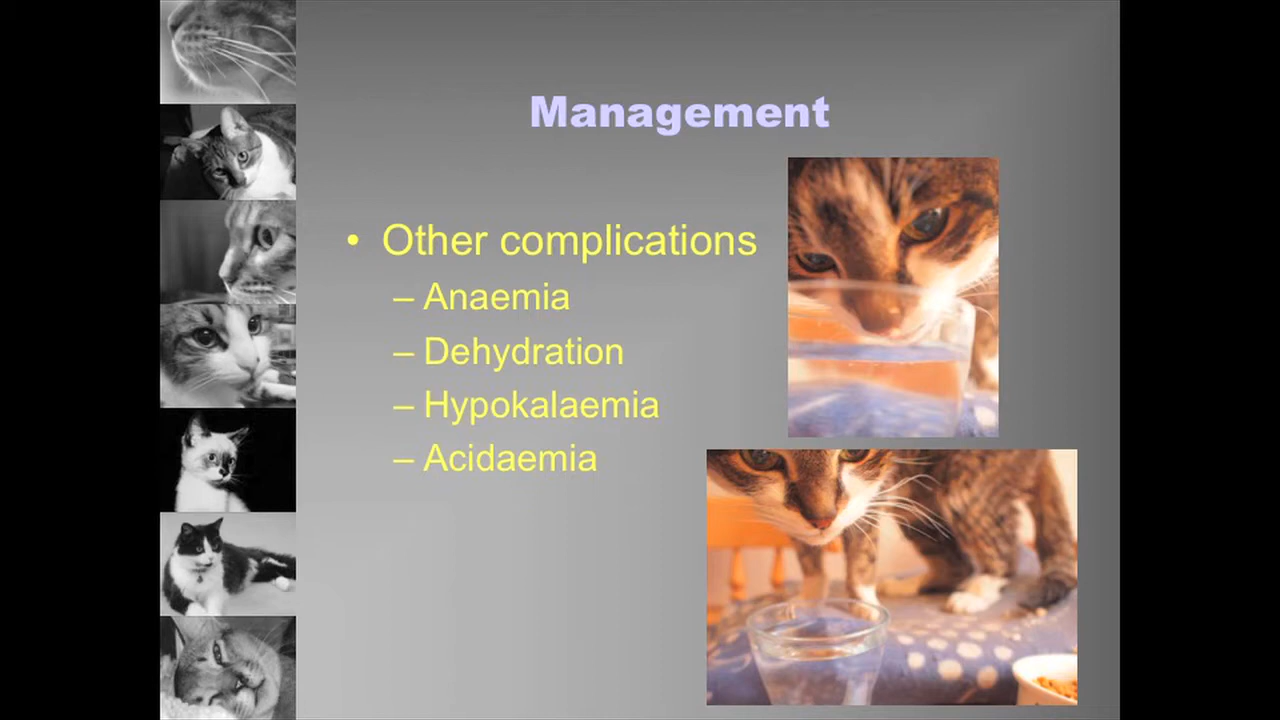 Management
• Other complications
– Anaemia
– Dehydration
– Hypokalaemia
– Acidaemia